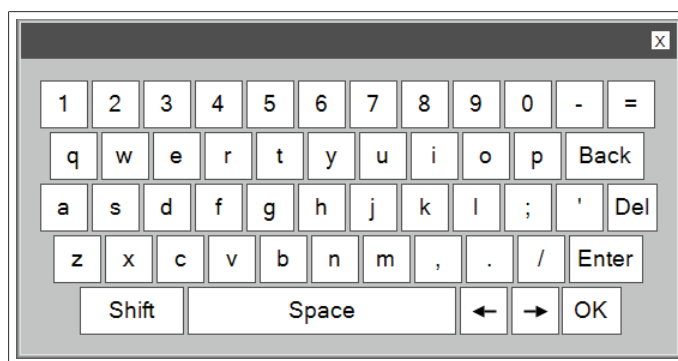 X
1 2 3 4 5 6 7 8 9 0 - =
q w e r t y u i o p Back
a s d f g h j k l ; ' Del
z x c v b n m , . / Enter
Shift Space ← → OK